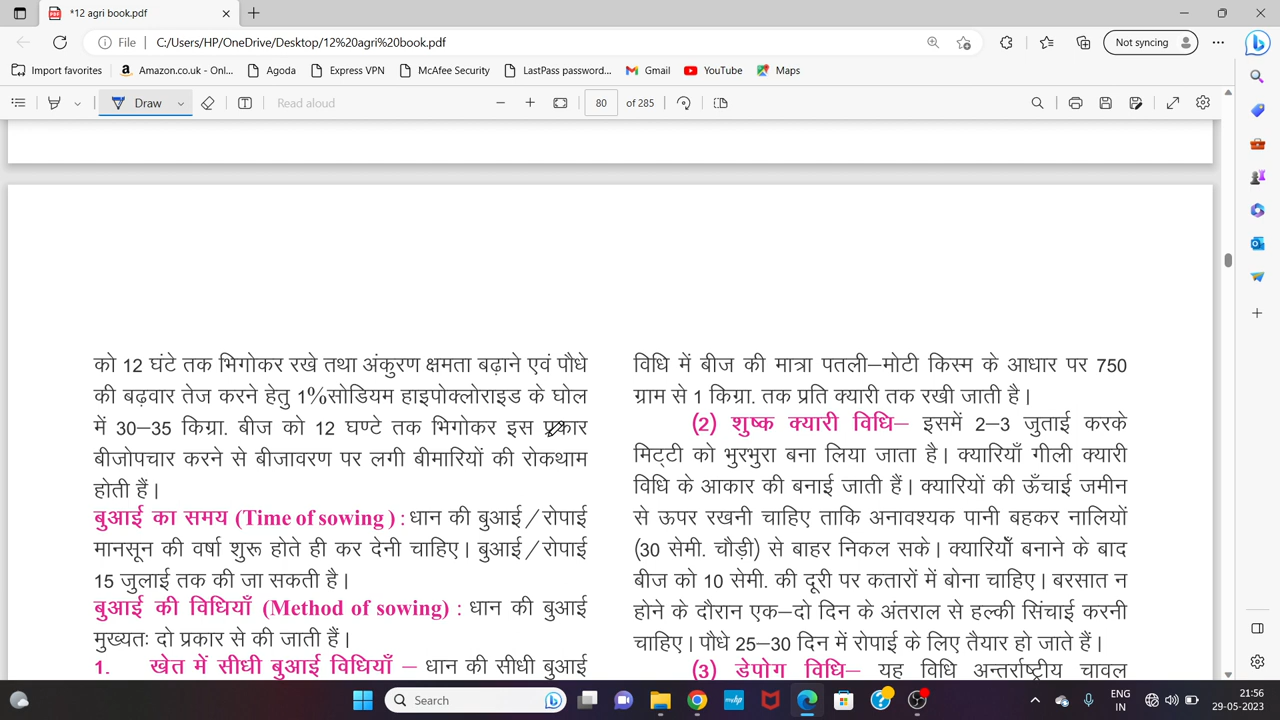 *12 agri book.pdf
File
C:/Users/HP/OneDrive/Desktop/12%20agri%20book.pdf
Not syncing
Import favorites
Amazon.co.uk - Onl...
Agoda
Express VPN
McAfee Security
LastPass password...
Gmail
YouTube
Maps
Draw
Read aloud
80 of 285
को 12 घंटे तक भिगोकर रखे तथा अंकुरण क्षमता बढ़ाने एवं पौधे
की बढ़वार तेज करने हेतु 1%सोडियम हाइपोक्लोराइड के घोल
में 30–35 किग्रा. बीज को 12 घण्टे तक भिगोकर इस प्रकार
बीजोपचार करने से बीजावरण पर लगी बीमारियों की रोकथाम
होती हैं।
बुआई का समय (Time of sowing ) : धान की बुआई/रोपाई
मानसून की वर्षा शुरू होते ही कर देनी चाहिए। बुआई/रोपाई
15 जुलाई तक की जा सकती है।
बुआई की विधियाँ (Method of sowing) : धान की बुआई
मुख्यतः दो प्रकार से की जाती हैं।
1. खेत में सीधी बुआई विधियाँ – धान की सीधी बुआई
विधि में बीज की मात्रा पतली–मोटी किस्म के आधार पर 750
ग्राम से 1 किग्रा. तक प्रति क्यारी तक रखी जाती है।
(2) शुष्क क्यारी विधि– इसमें 2–3 जुताई करके
मिट्टी को भुरभुरा बना लिया जाता है। क्यारियाँ गीली क्यारी
विधि के आकार की बनाई जाती हैं। क्यारियों की ऊँचाई जमीन
से ऊपर रखनी चाहिए ताकि अनावश्यक पानी बहकर नालियों
(30 सेमी. चौड़ी) से बाहर निकल सके। क्यारियाँ बनाने के बाद
बीज को 10 सेमी. की दूरी पर कतारों में बोना चाहिए। बरसात न
होने के दौरान एक–दो दिन के अंतराल से हल्की सिंचाई करनी
चाहिए। पौधे 25–30 दिन में रोपाई के लिए तैयार हो जाते हैं।
(3) डेपोग विधि– यह विधि अन्तर्राष्ट्रीय चावल
Search
ENG
IN
21:56
29-05-2023